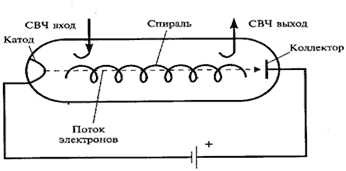 СВЧ вход
Спираль
СВЧ выход
Катод
Коллектор
Поток
электронов
+